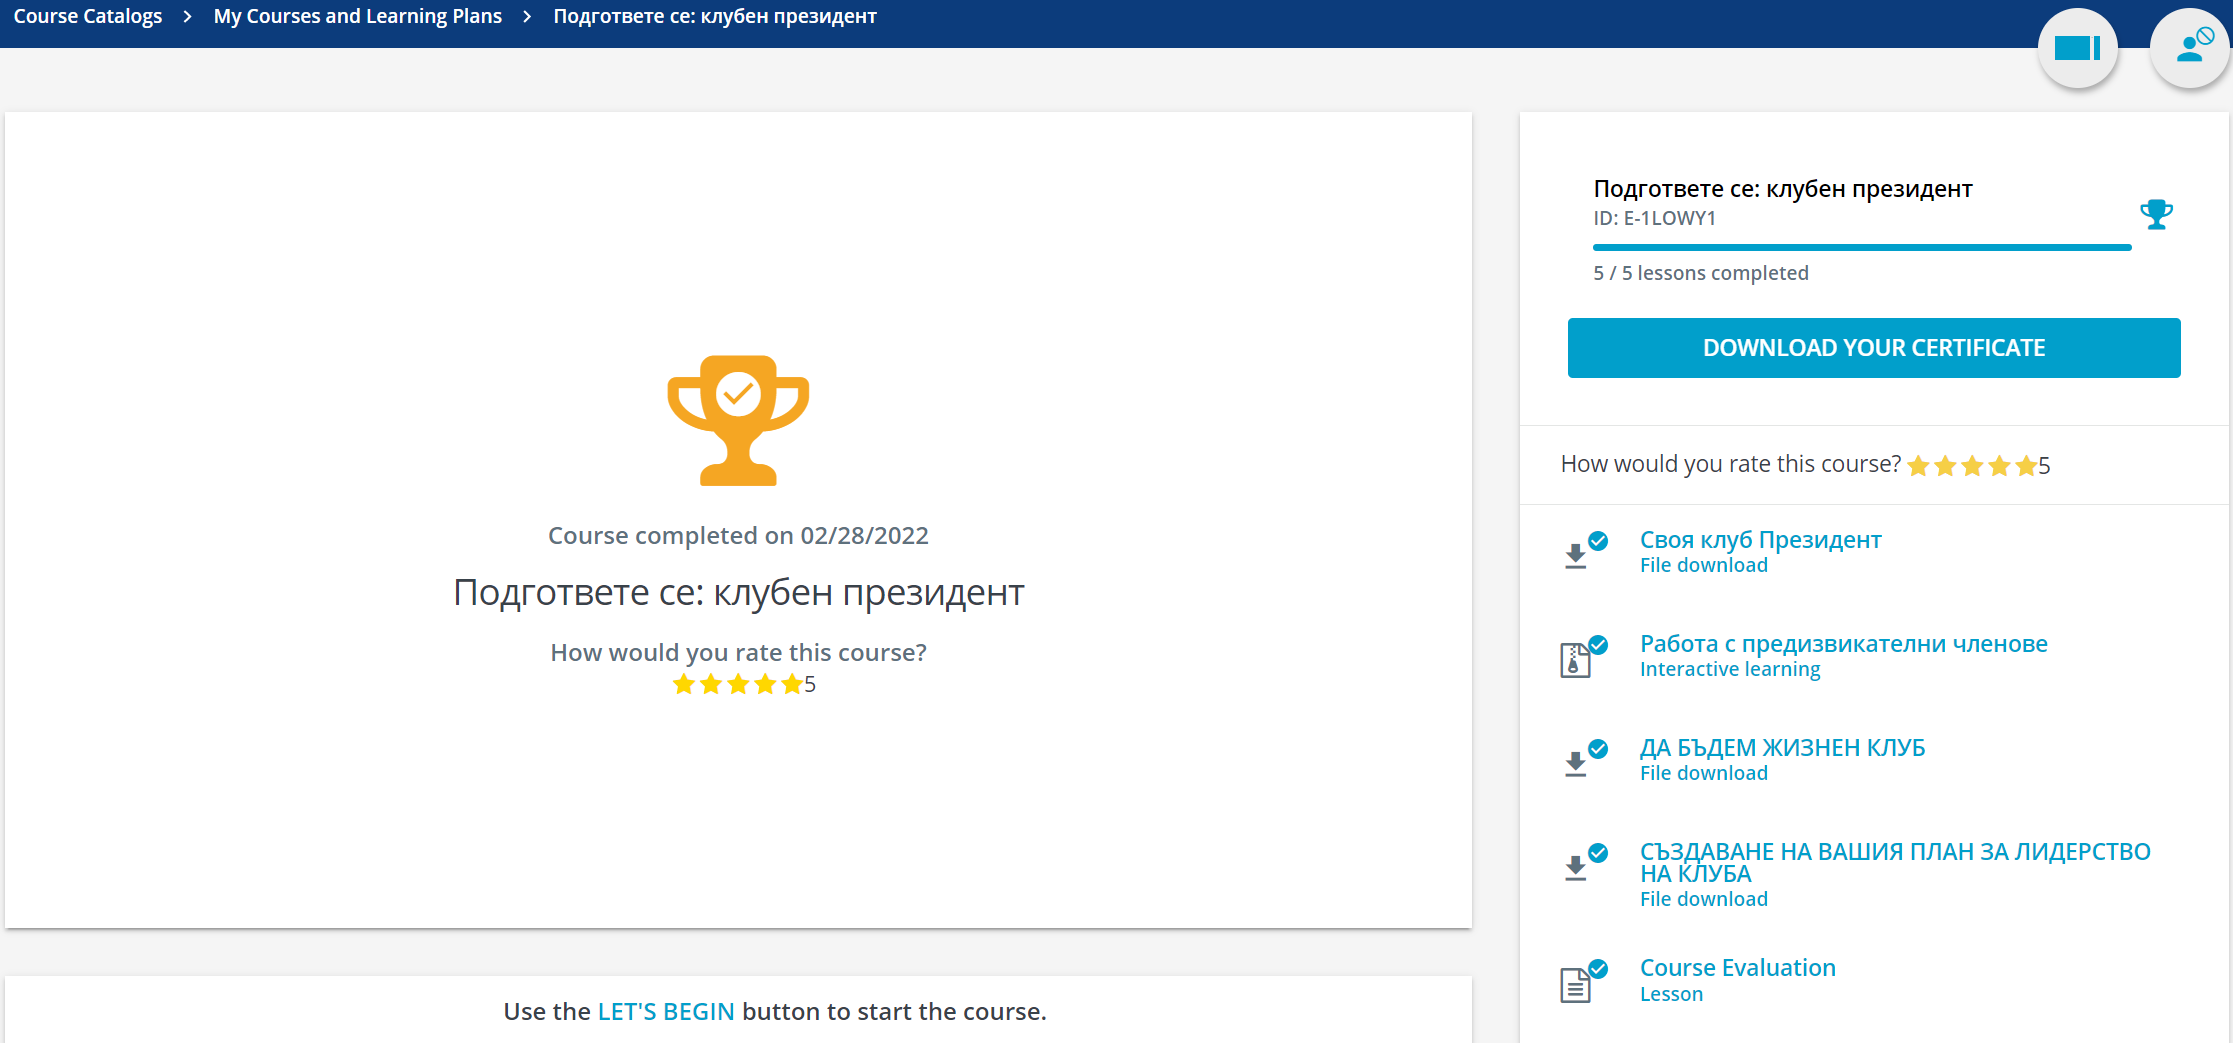 Course Catalogs > My Courses and Learning Plans > Подгответе се: клубен президент
Course completed on 02/28/2022
Подгответе се: клубен президент
How would you rate this course?
5
Use the LET'S BEGIN button to start the course.
Подгответе се: клубен президент
ID: E-1LOWY1
5 / 5 lessons completed
DOWNLOAD YOUR CERTIFICATE
How would you rate this course? 5
Своя клуб Президент
File download
Работа с предизвикателни членове
Interactive learning
ДА БЪДЕМ ЖИЗНЕН КЛУБ
File download
СЪЗДАВАНЕ НА ВАШИЯ ПЛАН ЗА ЛИДЕРСТВО
НА КЛУБА
File download
Course Evaluation
Lesson